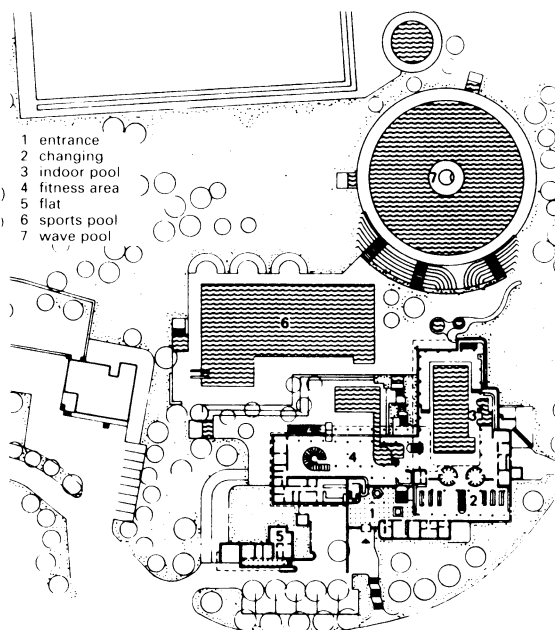 1 entrance
2 changing
3 indoor pool
4 fitness area
5 flat
6 sports pool
7 wave pool
7
6
3
4
2
1
5